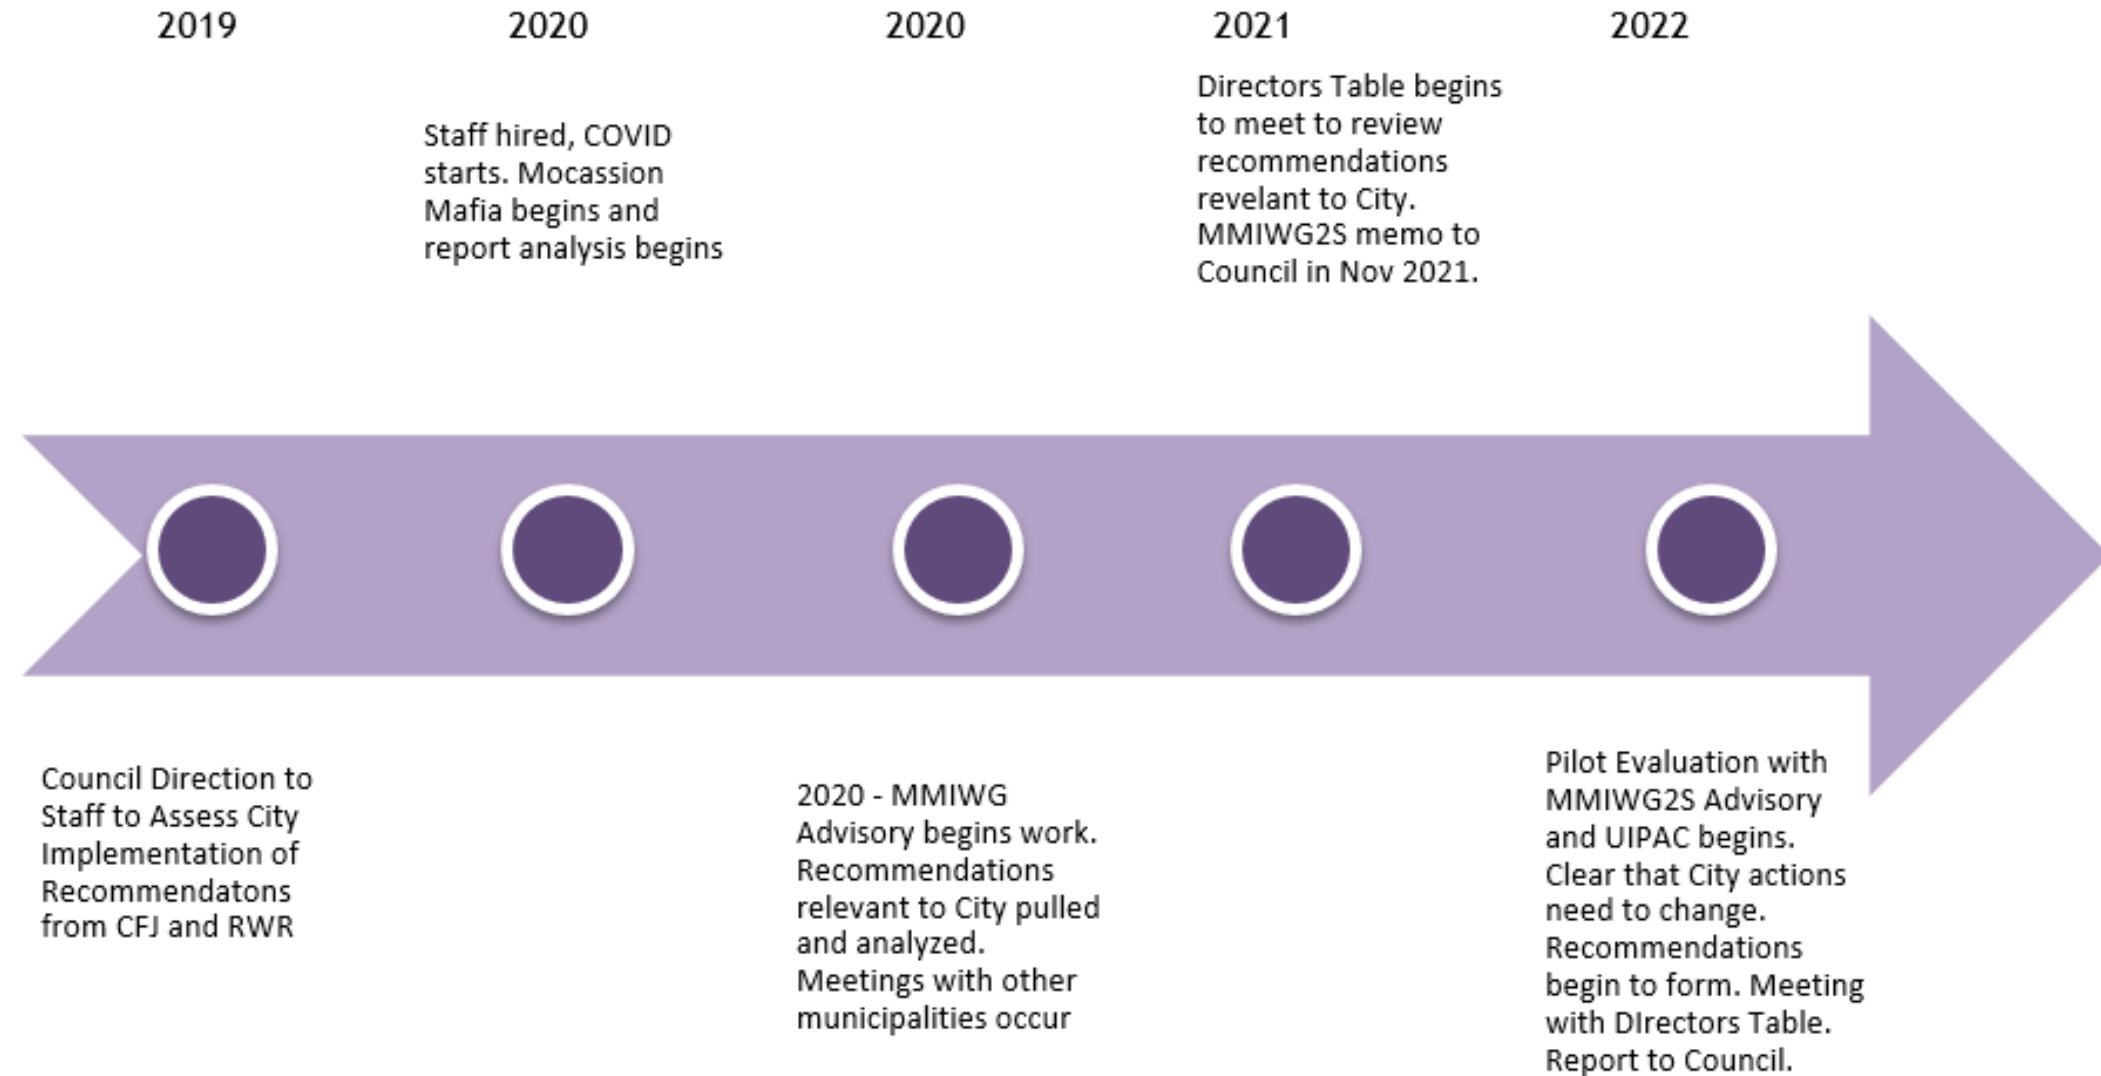 2019
2020
2020
2021
2022
Staff hired, COVID
starts. Mocassion
Mafia begins and
report analysis begins
Directors Table begins
to meet to review
recommendations
revelant to City.
MMIWG2S memo to
Council in Nov 2021.
Council Direction to
Staff to Assess City
Implementation of
Recommendatons
from CFJ and RWR
2020 - MMIWG
Advisory begins work.
Recommendations
relevant to City pulled
and analyzed.
Meetings with other
municipalities occur
Pilot Evaluation with
MMIWG2S Advisory
and UIPAC begins.
Clear that City actions
need to change.
Recommendations
begin to form. Meeting
with DIrectors Table.
Report to Council.